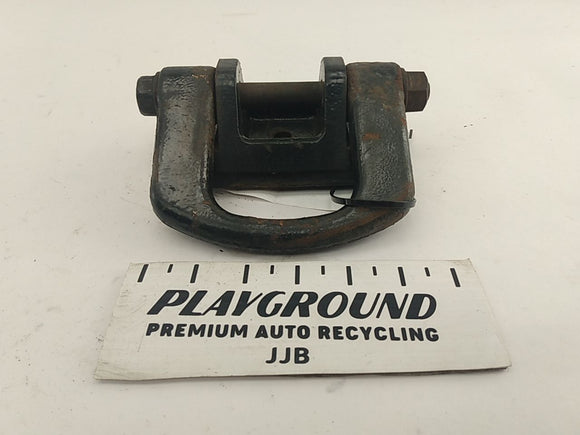 PLAYGROUND
PREMIUM AUTO RECYCLING
JJB